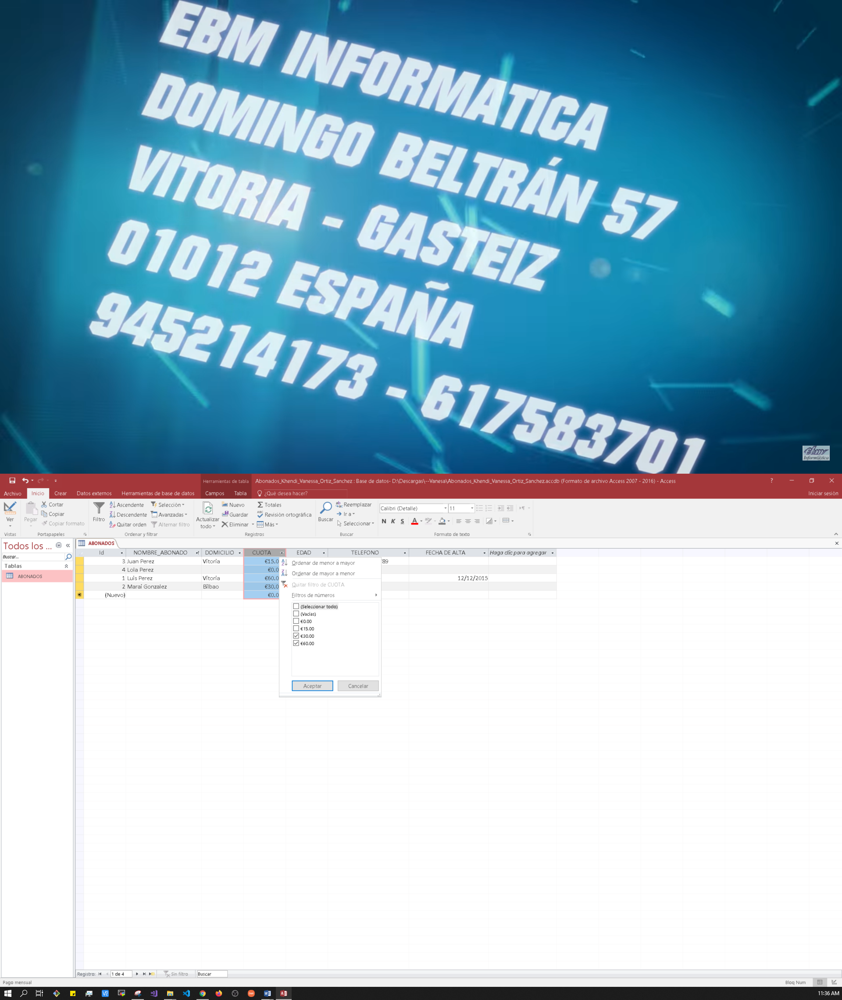 EBM INFORMATICA
DOMINGO BELTRÁN 57
VITORIA - GASTEIZ
01012 ESPAÑA
945214173 - 617583701
ebm
Inform@tica
Herramientas de tabla
Abonados_Khendi_Vanessa_Ortiz_Sanchez : Base de datos- D:\Descargas\--Vanesa\Abonados_Khendi_Vanessa_Ortiz_Sanchez.accdb (Formato de archivo Access 2007 - 2016) - Access
?
Archivo Inicio Crear Datos externos Herramientas de base de datos Campos Tabla ¿Qué desea hacer? Iniciar sesión
Cortar Ascendente Selección Nuevo Totales Reemplazar Calibri (Detalle) 11
Copiar Descendente Avanzadas Guardar Revisión ortográfica Ir a
Ver Pegar Copiar formato Filtro Quitar orden Alternar filtro Actualizar todo Eliminar Más Buscar Seleccionar N K S A
Vistas Portapapeles Ordenar y filtrar Registros Buscar Formato de texto
Todos los ... « ABONADOS
Buscar...
Tablas
ABONADOS
Id NOMBRE_ABONADO DOMICILIO CUOTA EDAD TELEFONO FECHA DE ALTA Haga clic para agregar
3 Juan Perez Vitoria €15.0 89
4 Lola Perez €0.0
1 Luis Perez Vitoria €60.0 12/12/2015
2 Marai Gonzalez Bilbao €30.0
(Nuevo) €0.0
Ordenar de menor a mayor
Ordenar de mayor a menor
Quitar filtro de CUOTA
Filtros de números
(Seleccionar todo)
(Vacías)
€0.00
€15.00
€30.00
€60.00
Aceptar Cancelar
Registro: 1 de 4 Sin filtro Buscar
Pago mensual Bloq Num
11:36 AM